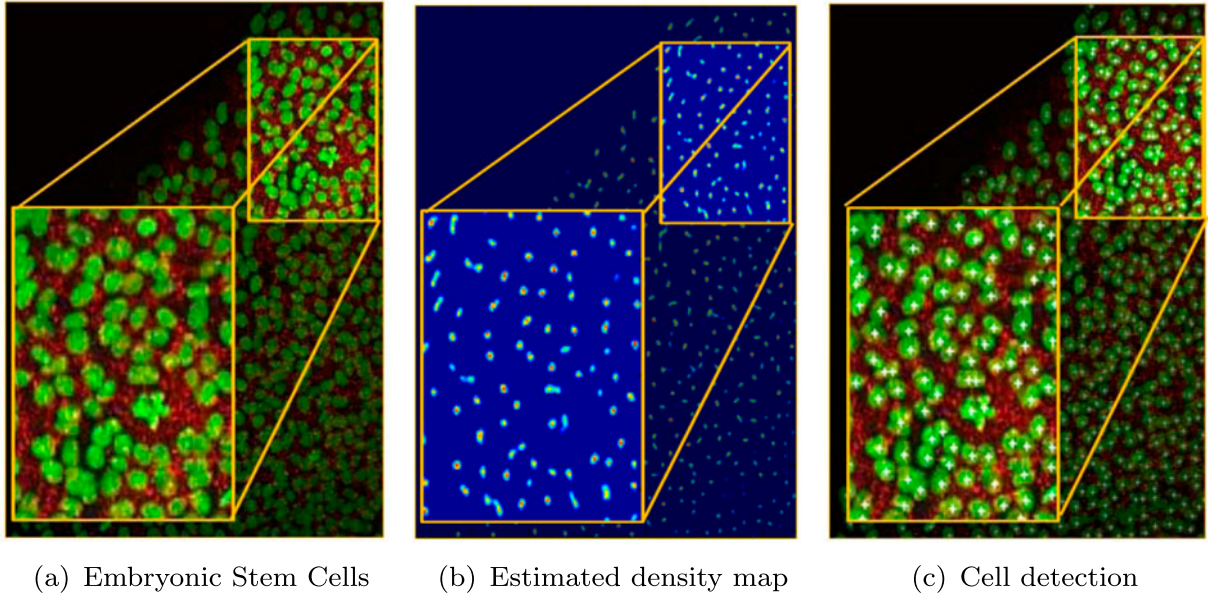 (a) Embryonic Stem Cells
(b) Estimated density map
(c) Cell detection